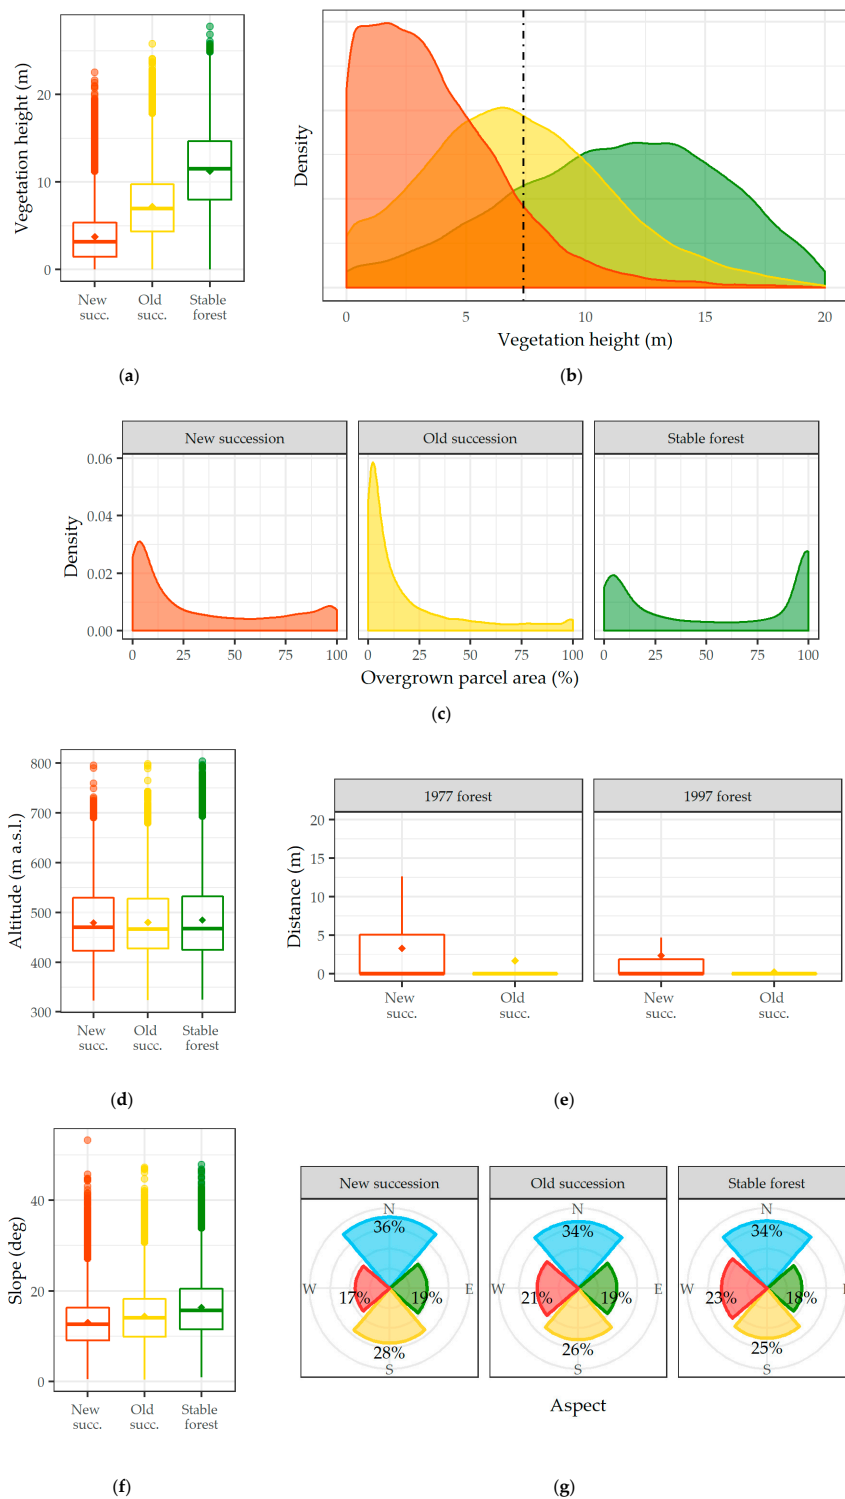 Vegetation height (m)
20
10
0
New succ.
Old succ.
Stable forest
(a)
Density
0
5
10
15
20
Vegetation height (m)
(b)
New succession
Old succession
Stable forest
Density
0.06
0.04
0.02
0.00
0
25
50
75
100
0
25
50
75
100
0
25
50
75
100
Overgrown parcel area (%)
(c)
Altitude (m a.s.l.)
800
700
600
500
400
300
New succ.
Old succ.
Stable forest
(d)
1977 forest
1997 forest
Distance (m)
20
15
10
5
0
New succ.
Old succ.
New succ.
Old succ.
(e)
Slope (deg)
40
20
0
New succ.
Old succ.
Stable forest
(f)
New succession
N
36%
W
17%
19%
E
28%
S
Old succession
N
34%
W
21%
19%
E
26%
S
Stable forest
N
34%
W
23%
18%
E
25%
S
Aspect
(g)